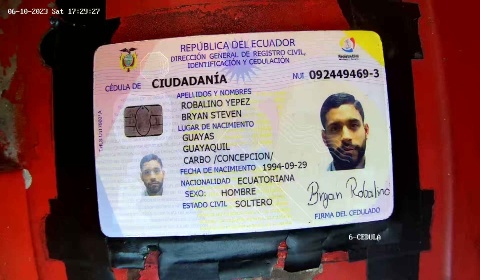 06-10-2023 Sat 17:29:27
REPÚBLICA DEL ECUADOR
DIRECCIÓN GENERAL DE REGISTRO CIVIL,
IDENTIFICACIÓN Y CEDULACIÓN
CÉDULA DE CIUDADANÍA NUI 092449469-3
APELLIDOS Y NOMBRES
ROBALINO YEPEZ
BRYAN STEVEN
LUGAR DE NACIMIENTO
GUAYAS
GUAYAQUIL
CARBO /CONCEPCION/
FECHA DE NACIMIENTO 1994-09-29
NACIONALIDAD ECUATORIANA
SEXO: HOMBRE
ESTADO CIVIL SOLTERO
Bryan Robalino
FIRMA DEL CEDULADO
6-CEDULA